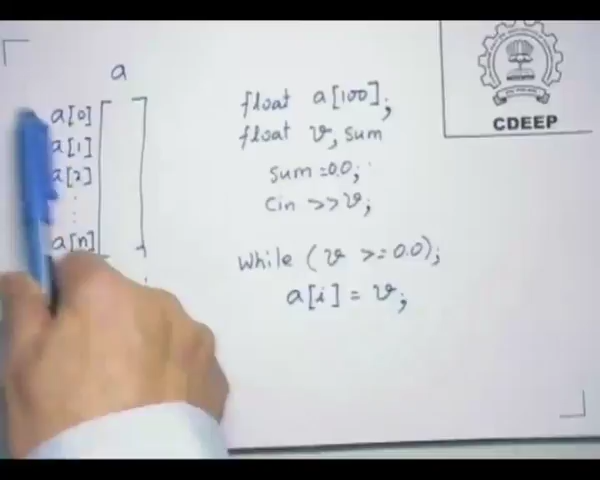 a
a[0]
a[1]
a[2]
a[n]
float a[100];
float v, sum
sum=0.0;
Cin >>v;
While (v >=0.0);
a[i] = v;
CDEEP